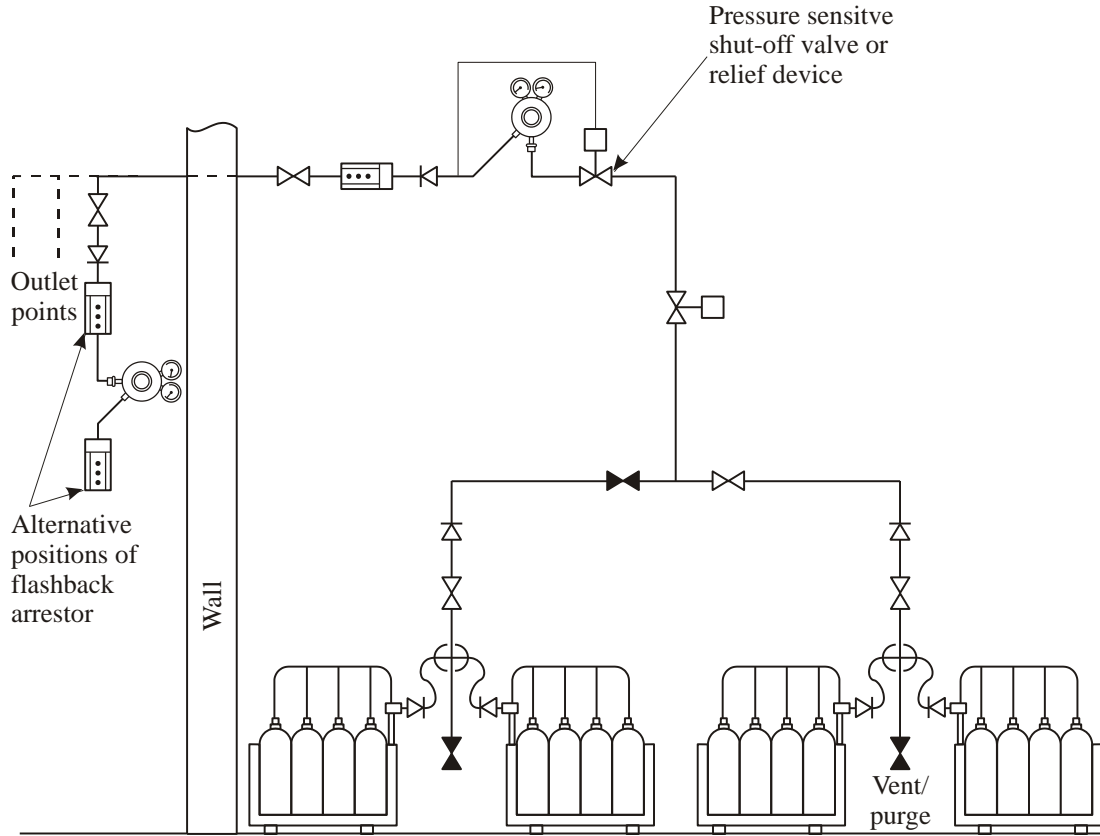 Pressure sensitve
shut-off valve or
relief device
Outlet
points
Alternative
positions of
flashback
arrestor
Wall
Vent/
purge